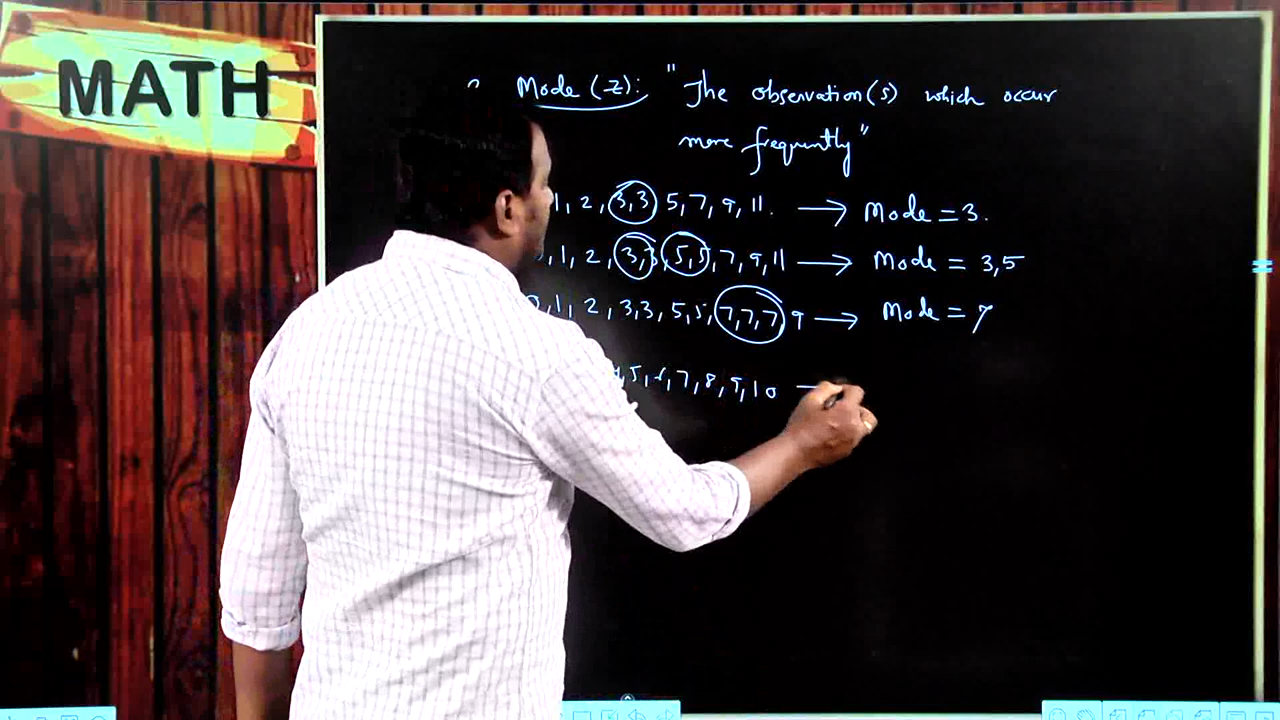 MATH
Mode (z): "The observation(s) which occur
more frequently"
1, 2, 3,3 5,7,9,11. → Mode = 3.
,1, 2, 3,3,5,5,7,9,11 → Mode = 3,5
,1, 2, 3,3, 5,5, 7,7,7, 9 → Mode = 7
,5, 6,7,8,9,10